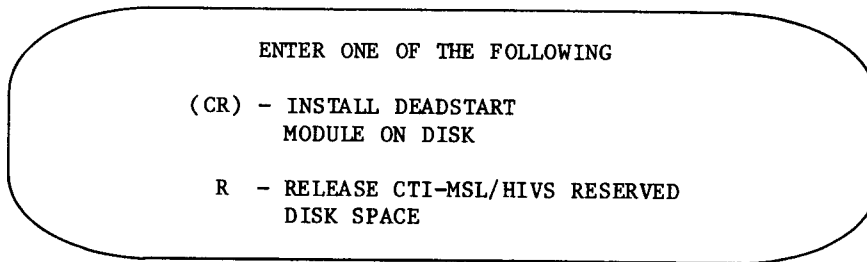 ENTER ONE OF THE FOLLOWING
(CR) - INSTALL DEADSTART
MODULE ON DISK
R - RELEASE CTI-MSL/HIVS RESERVED
DISK SPACE